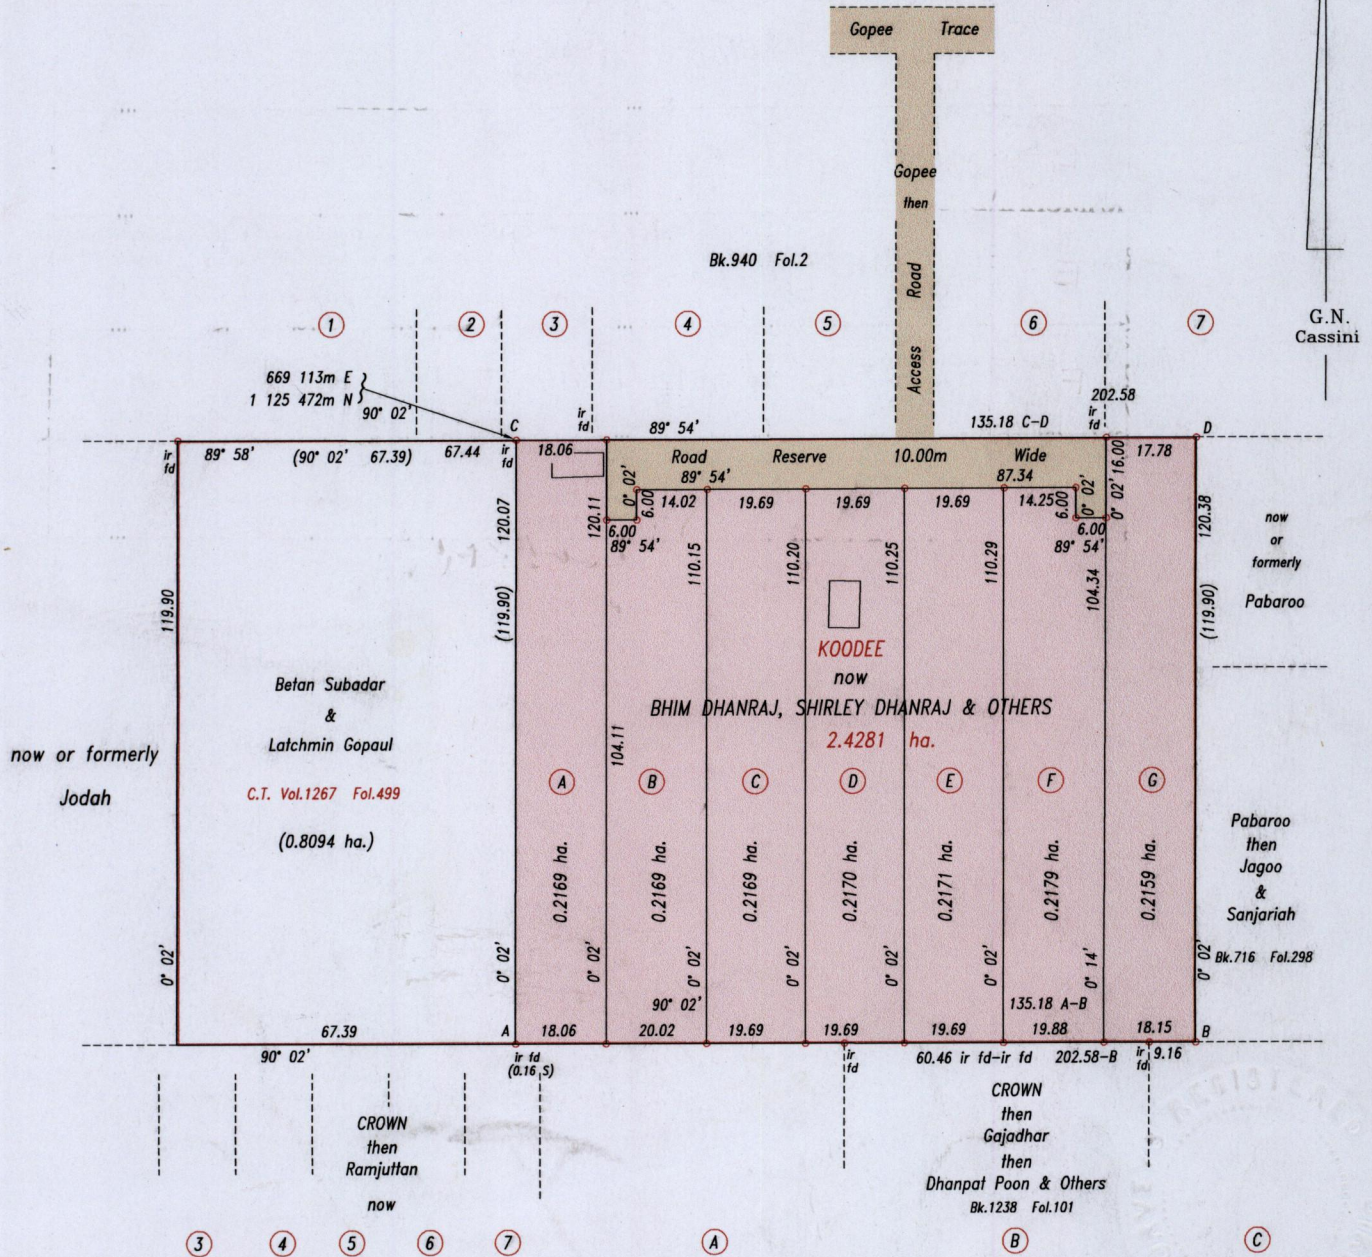 Gopee Trace
Gopee
then
Access Road
Bk.940 Fol.2
1 2 3 4 5 6 7
G.N.
Cassini
669 113m E
1 125 472m N
90° 02'
C
ir fd
89° 54'
135.18 C-D
202.58
ir fd
D
ir fd
89° 58'
(90° 02' 67.39)
67.44
ir fd
18.06
Road Reserve 10.00m Wide
89° 54'
87.34
0° 02' 16.00
17.78
0° 02'
6.00
14.02
19.69
19.69
19.69
14.25
6.00
0° 02'
6.00
89° 54'
6.00
89° 54'
119.90
(119.90)
120.07
120.11
110.15
110.20
110.25
110.29
104.34
(119.90)
120.38
now
or
formerly
Pabaroo
KOODEE
now
BHIM DHANRAJ, SHIRLEY DHANRAJ & OTHERS
2.4281 ha.
Betan Subadar
&
Latchmin Gopaul
C.T. Vol.1267 Fol.499
(0.8094 ha.)
now or formerly
Jodah
104.11
A B C D E F G
0.2169 ha.
0.2169 ha.
0.2169 ha.
0.2170 ha.
0.2171 ha.
0.2179 ha.
0.2159 ha.
Pabaroo
then
Jagoo
&
Sanjariah
Bk.716 Fol.298
0° 02'
0° 02'
0° 02'
0° 02'
0° 02'
0° 02'
0° 02'
0° 14'
0° 02'
90° 02'
135.18 A-B
67.39
A
18.06
20.02
19.69
19.69
19.69
19.88
18.15
B
90° 02'
ir fd
(0.16 S)
ir fd
60.46 ir fd-ir fd
202.58-B
ir fd
9.16
CROWN
then
Ramjuttan
now
CROWN
then
Gajadhar
then
Dhanpat Poon & Others
Bk.1238 Fol.101
3 4 5 6 7 A B C